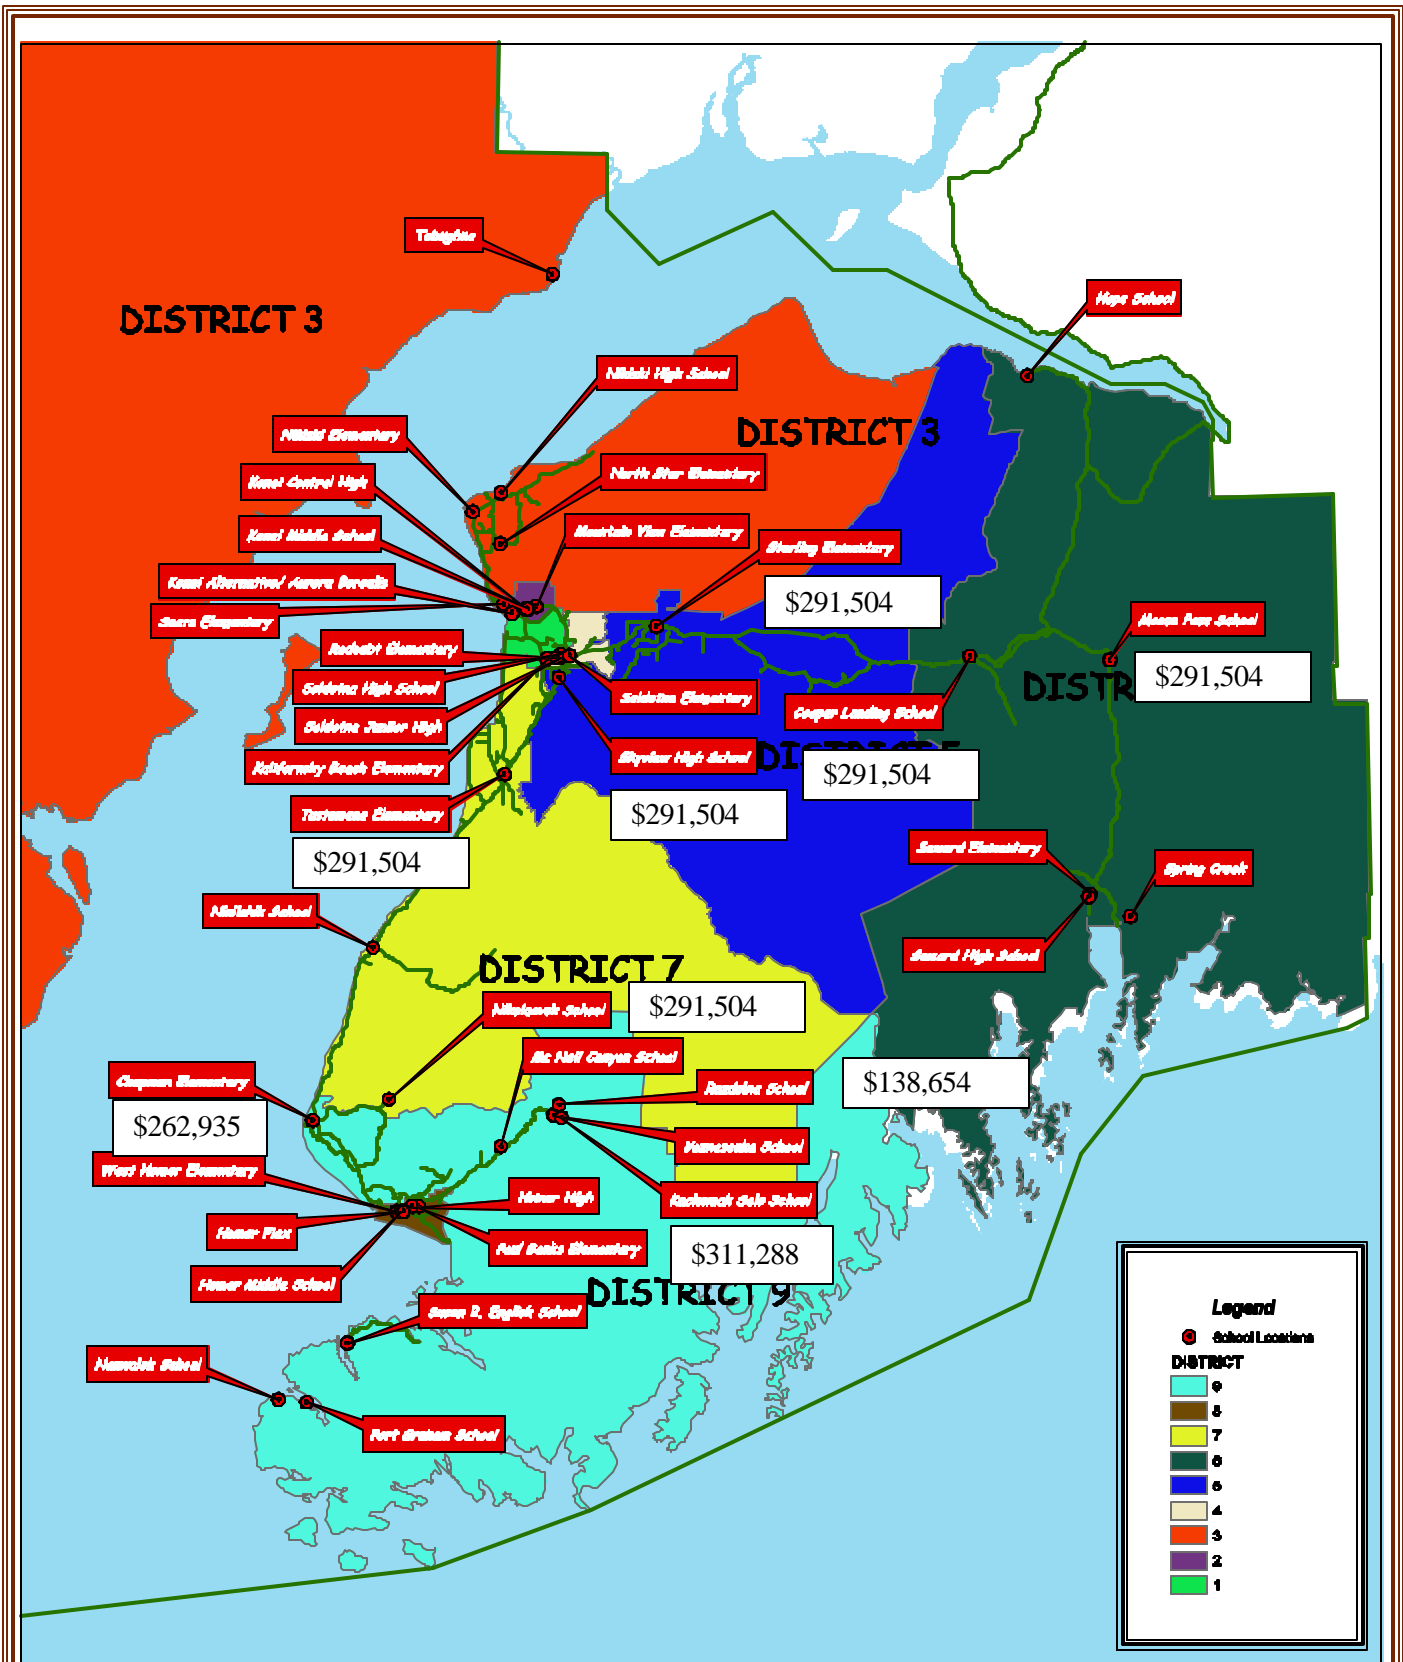 Tebughna
DISTRICT 3
Hope School
Nikiski High School
Nikiski Elementary
DISTRICT 3
Kenai Central High
North Star Elementary
Kenai Middle School
Mountain View Elementary
Sterling Elementary
Kenai Alternative/ Aurora Borealis
$291,504
Sears Elementary
Moose Pass School
Redoubt Elementary
$291,504
Soldotna High School
DISTR
Soldotna Elementary
Cooper Landing School
Soldotna Junior High
Skyview High School
Kalifornsky Beach Elementary
$291,504
Tustumena Elementary
$291,504
$291,504
Seward Elementary
Spring Creek
Ninilchik School
Seward High School
DISTRICT 7
Nikolaevsk School
$291,504
Mc Neil Canyon School
Chapman Elementary
Razdolna School
$138,654
$262,935
Voznesenka School
West Homer Elementary
Homer High
Kachemak Selo School
Homer Flex
Paul Banks Elementary
$311,288
Homer Middle School
DISTRICT 9
Susan B. English School
Nanwalek School
Port Graham School
Legend
School Locations
DISTRICT
9
8
7
6
5
4
3
2
1